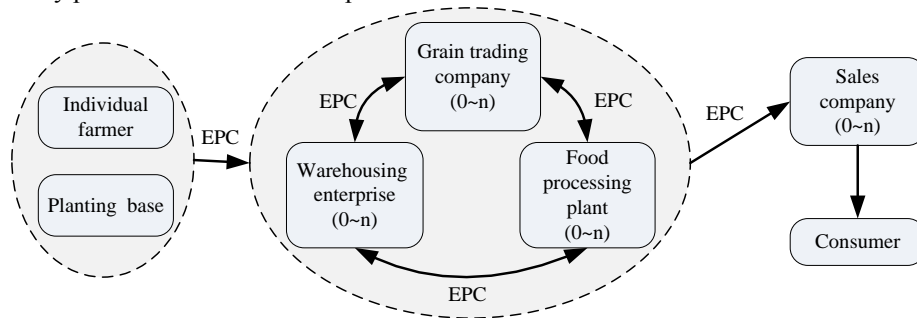 Individual
farmer
Planting base
EPC
Grain trading
company
(0~n)
EPC
EPC
Warehousing
enterprise
(0~n)
Food
processing
plant
(0~n)
EPC
EPC
Sales
company
(0~n)
Consumer